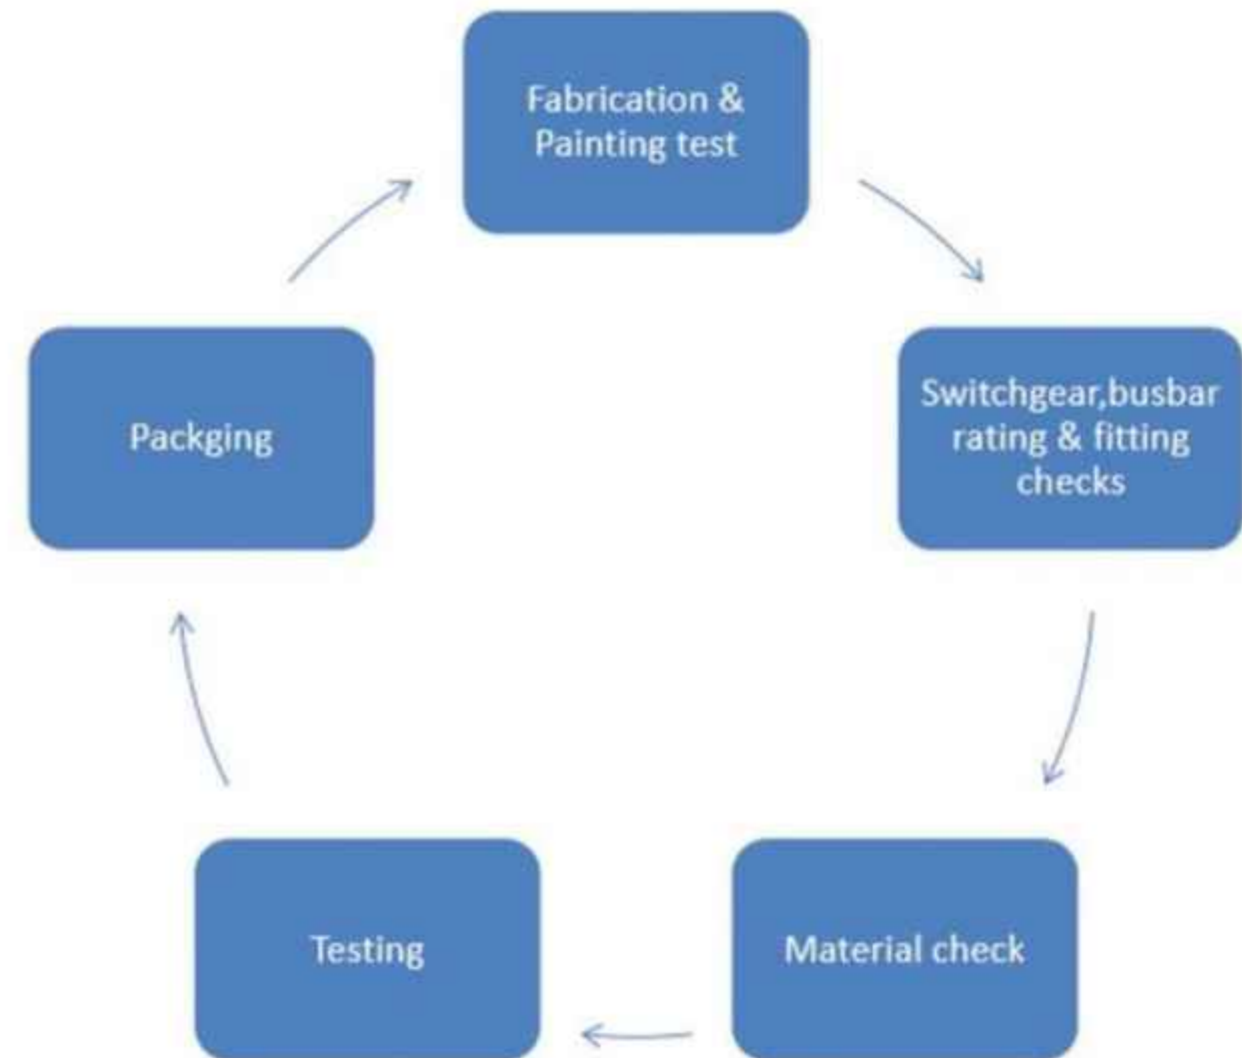 Fabrication &
Painting test
Switchgear,busbar
rating & fitting
checks
Material check
Testing
Packging